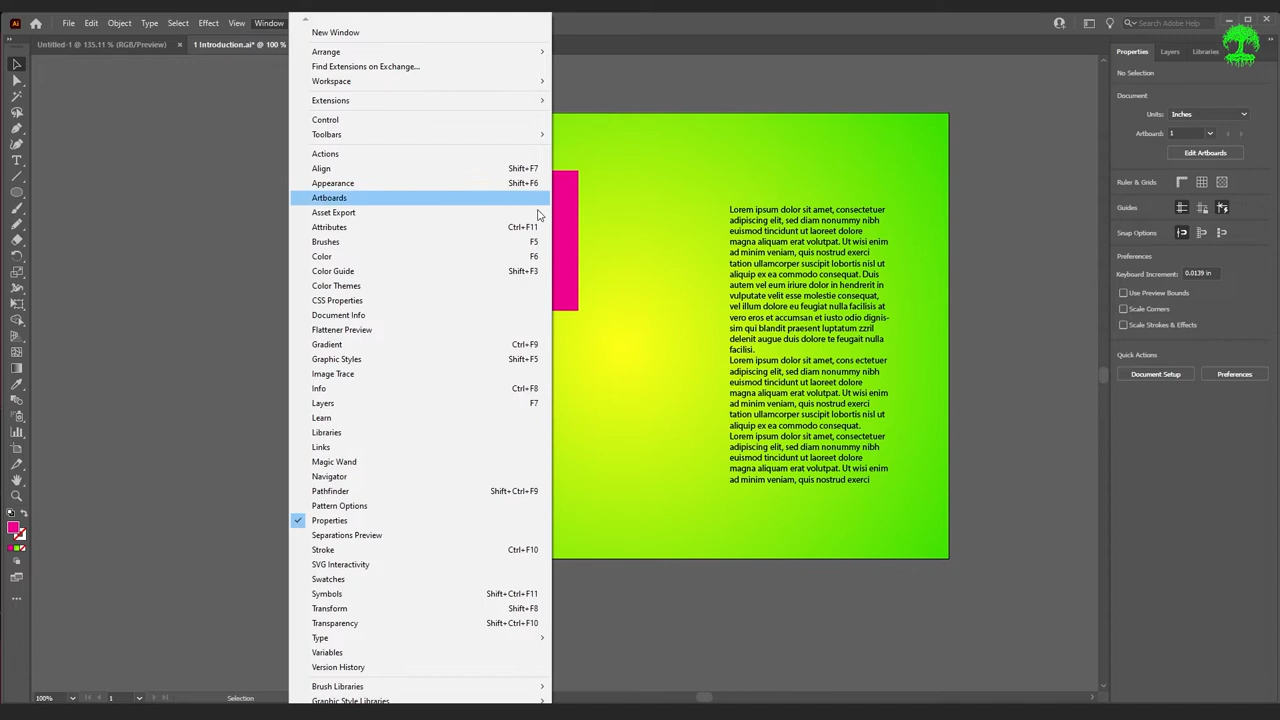 Ai File Edit Object Type Select Effect View Window
Search Adobe Help
Untitled-1 @ 135.11 % (RGB/Preview) × 1 Introduction.ai* @ 100 %
New Window
Arrange
Find Extensions on Exchange...
Workspace
Extensions
Control
Toolbars
Actions
Align Shift+F7
Appearance Shift+F6
Artboards
Asset Export
Attributes Ctrl+F11
Brushes F5
Color F6
Color Guide Shift+F3
Color Themes
CSS Properties
Document Info
Flattener Preview
Gradient Ctrl+F9
Graphic Styles Shift+F5
Image Trace
Info Ctrl+F8
Layers F7
Learn
Libraries
Links
Magic Wand
Navigator
Pathfinder Shift+Ctrl+F9
Pattern Options
Properties
Separations Preview
Stroke Ctrl+F10
SVG Interactivity
Swatches
Symbols Shift+Ctrl+F11
Transform Shift+F8
Transparency Shift+Ctrl+F10
Type
Variables
Version History
Brush Libraries
Graphic Style Libraries
Lorem ipsum dolor sit amet, consectetuer
adipiscing elit, sed diam nonummy nibh
euismod tincidunt ut laoreet dolore
magna aliquam erat volutpat. Ut wisi enim
ad minim veniam, quis nostrud exerci
tation ullamcorper suscipit lobortis nisl ut
aliquip ex ea commodo consequat. Duis
autem vel eum iriure dolor in hendrerit in
vulputate velit esse molestie consequat,
vel illum dolore eu feugiat nulla facilisis at
vero eros et accumsan et iusto odio dignis-
sim qui blandit praesent luptatum zzril
delenit augue duis dolore te feugait nulla
facilisi.
Lorem ipsum dolor sit amet, cons ectetuer
adipiscing elit, sed diam nonummy nibh
euismod tincidunt ut laoreet dolore
magna aliquam erat volutpat. Ut wisi enim
ad minim veniam, quis nostrud exerci
tation ullamcorper suscipit lobortis nisl ut
aliquip ex ea commodo consequat.
Lorem ipsum dolor sit amet, consectetuer
adipiscing elit, sed diam nonummy nibh
euismod tincidunt ut laoreet dolore
magna aliquam erat volutpat. Ut wisi enim
ad minim veniam, quis nostrud exerci
Properties Layers Libraries
No Selection
Document
Units: Inches
Artboard: 1
Edit Artboards
Ruler & Grids
Guides
Snap Options
Preferences
Keyboard Increment: 0.0139 in
Use Preview Bounds
Scale Corners
Scale Strokes & Effects
Quick Actions
Document Setup Preferences
100% 1 Selection